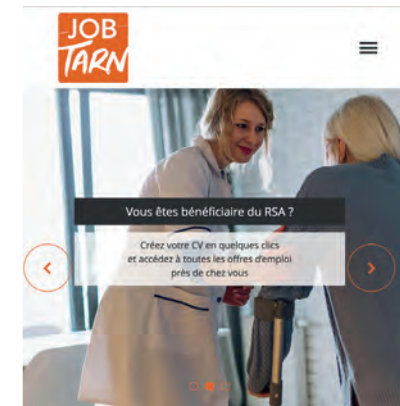 JOB
TARN
Vous êtes bénéficiaire du RSA ?
Créez votre CV en quelques clics
et accédez à toutes les offres d'emploi
près de chez vous